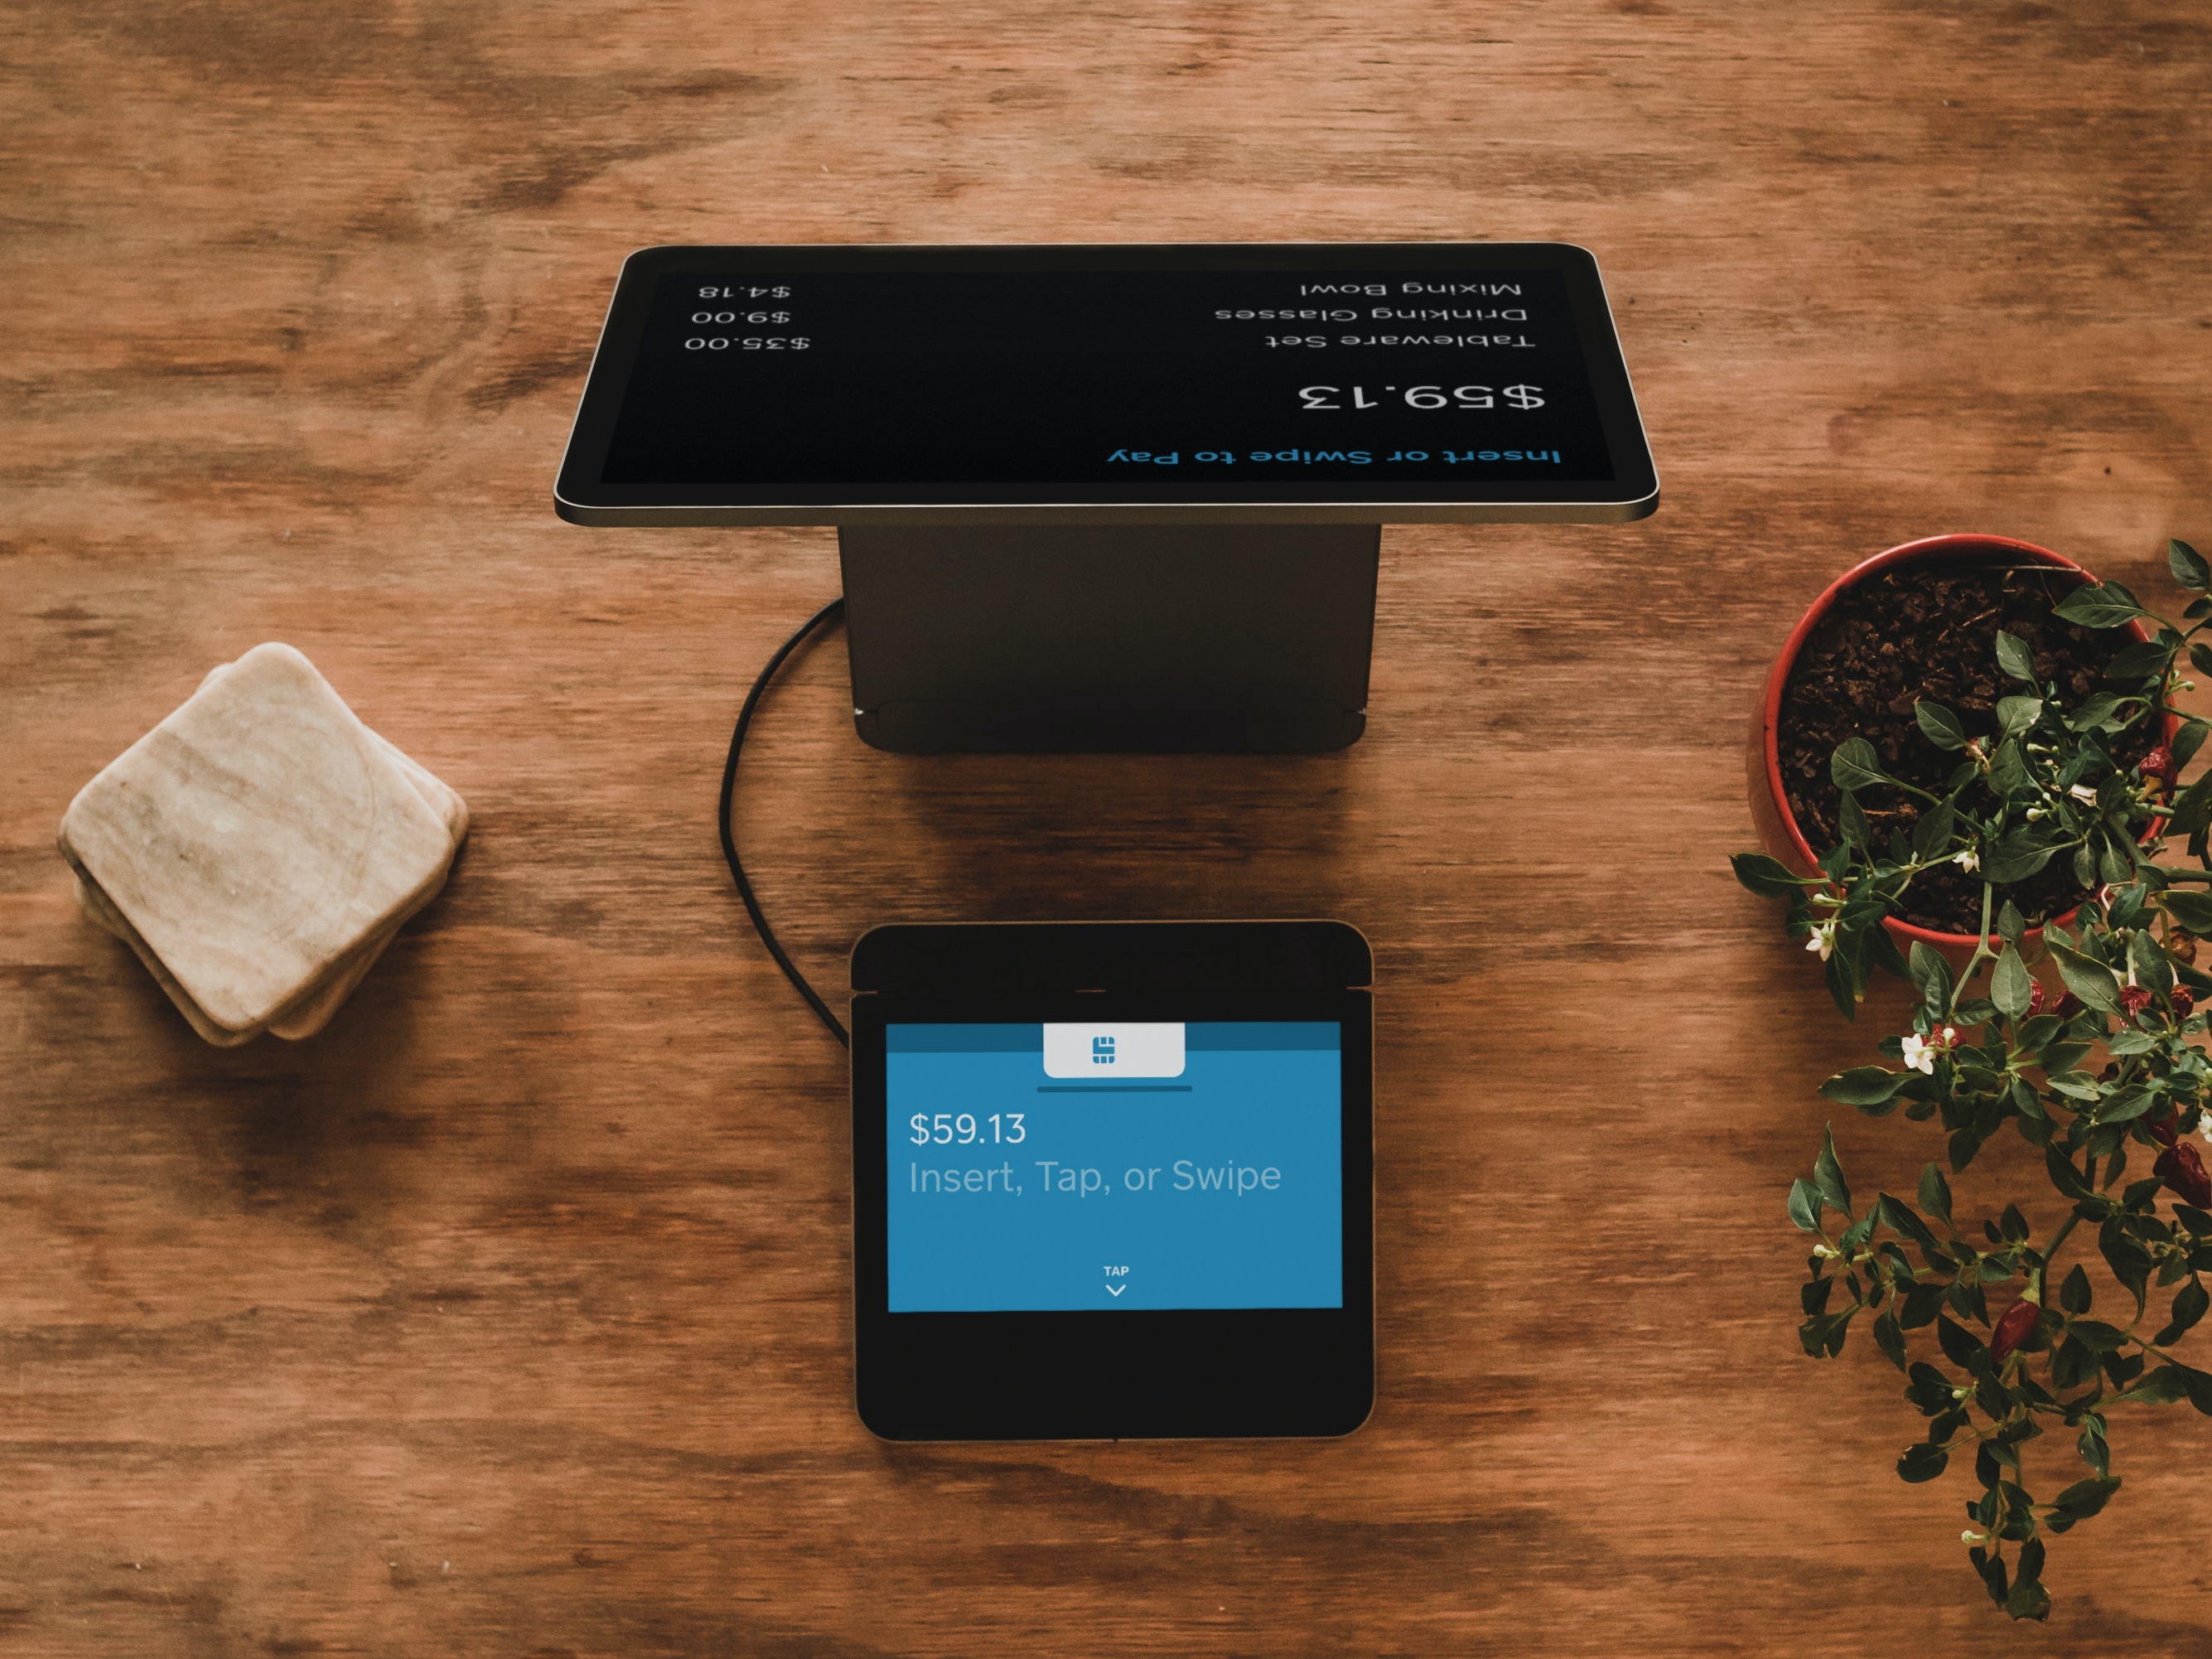 Insert or Swipe to Pay
$59.13
Tableware Set $35.00
Drinking Glasses $9.00
Mixing Bowl $4.18
$59.13
Insert, Tap, or Swipe
TAP